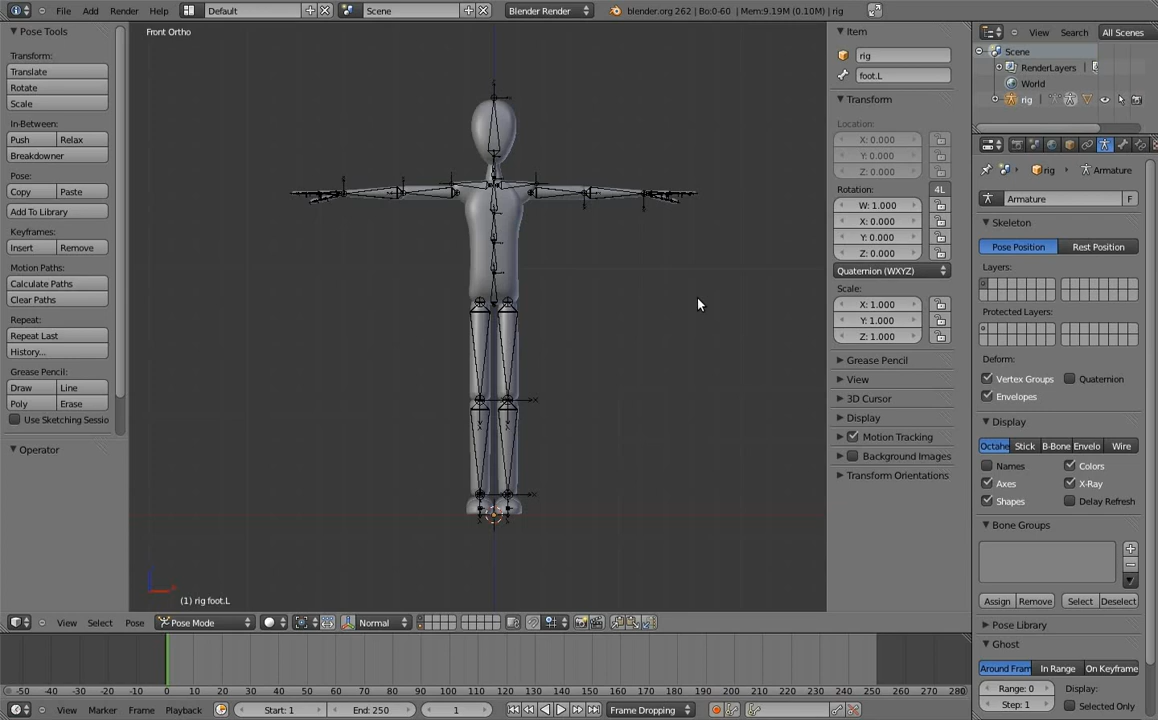 File Add Render Help Default Scene Blender Render blender.org 262 | Bo:0-60 | Mem:9.19M (0.10M) | rig
Pose Tools
Transform:
Translate
Rotate
Scale
In-Between:
Push Relax
Breakdowner
Pose:
Copy Paste
Add To Library
Keyframes:
Insert Remove
Motion Paths:
Calculate Paths
Clear Paths
Repeat:
Repeat Last
History...
Grease Pencil:
Draw Line
Poly Erase
Use Sketching Sessio
Operator
Front Ortho
(1) rig foot.L
View Select Pose Pose Mode Normal
Item
rig
foot.L
Transform
Location:
X: 0.000
Y: 0.000
Z: 0.000
Rotation: 4L
W: 1.000
X: 0.000
Y: 0.000
Z: 0.000
Quaternion (WXYZ)
Scale:
X: 1.000
Y: 1.000
Z: 1.000
Grease Pencil
View
3D Cursor
Display
Motion Tracking
Background Images
Transform Orientations
View Search All Scenes
Scene
RenderLayers
World
rig
rig Armature
Armature F
Skeleton
Pose Position Rest Position
Layers:
Protected Layers:
Deform:
Vertex Groups Quaternion
Envelopes
Display
Octahe Stick B-Bone Envelo Wire
Names Colors
Axes X-Ray
Shapes Delay Refresh
Bone Groups
Assign Remove Select Deselect
Pose Library
Ghost
Around Fram In Range On Keyframe
Range: 0 Display:
Step: 1 Selected Only
-50 -40 -30 -20 -10 0 10 20 30 40 50 60 70 80 90 100 110 120 130 140 150 160 170 180 190 200 210 220 230 240 250 260 270 280
View Marker Frame Playback Start: 1 End: 250 1 Frame Dropping